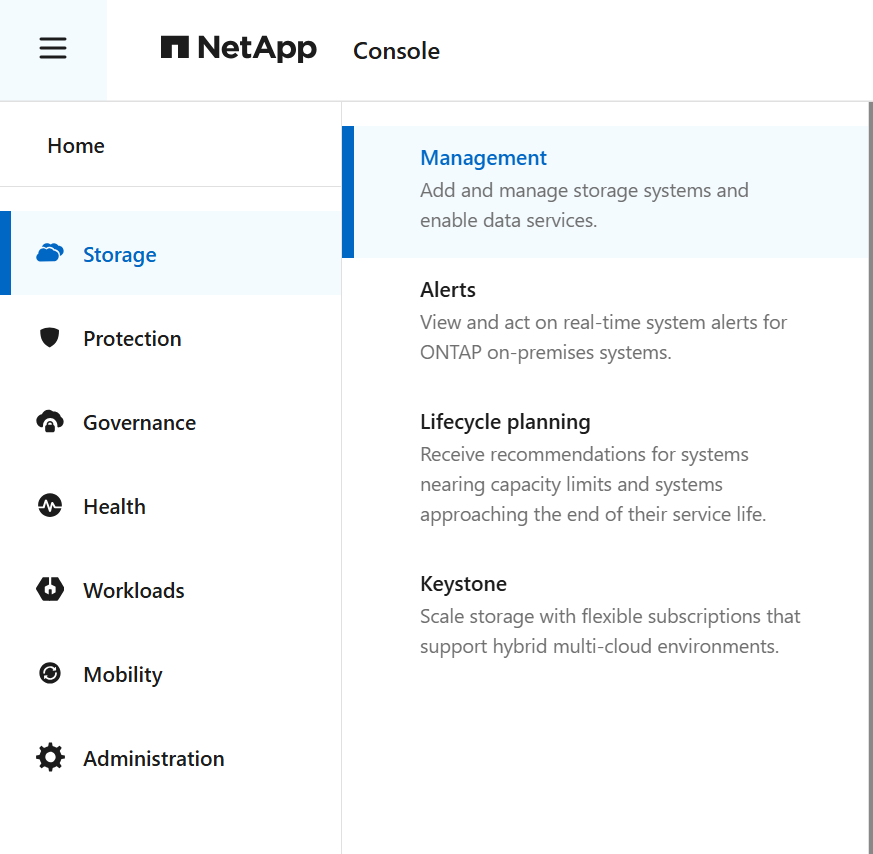 NetApp Console
Home
Storage
Protection
Governance
Health
Workloads
Mobility
Administration
Management
Add and manage storage systems and
enable data services.
Alerts
View and act on real-time system alerts for
ONTAP on-premises systems.
Lifecycle planning
Receive recommendations for systems
nearing capacity limits and systems
approaching the end of their service life.
Keystone
Scale storage with flexible subscriptions that
support hybrid multi-cloud environments.